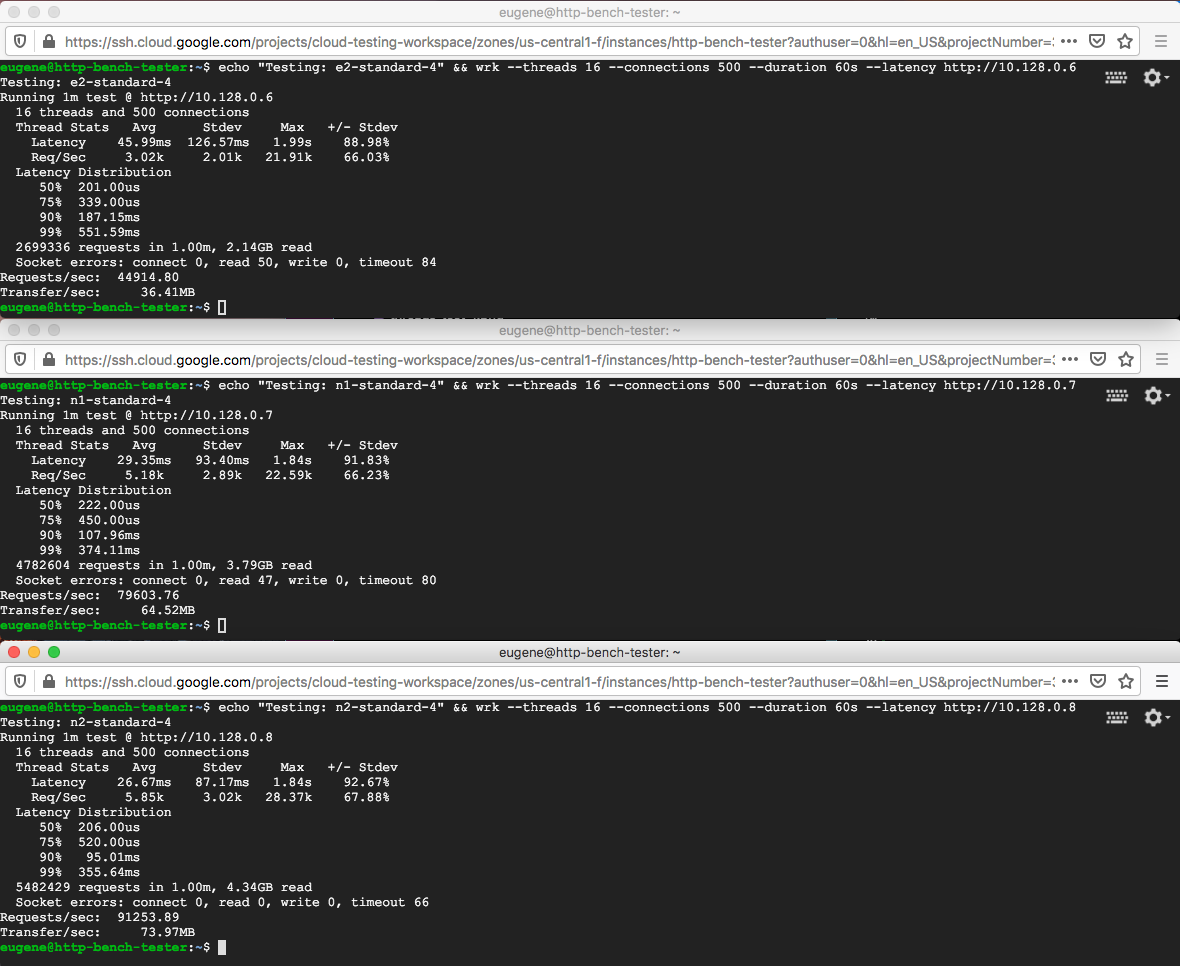 eugene@http-bench-tester: ~
https://ssh.cloud.google.com/projects/cloud-testing-workspace/zones/us-central1-f/instances/http-bench-tester?authuser=0&hl=en_US&projectNumber=
eugene@http-bench-tester:~$ echo "Testing: e2-standard-4" && wrk --threads 16 --connections 500 --duration 60s --latency http://10.128.0.6
Testing: e2-standard-4
Running 1m test @ http://10.128.0.6
  16 threads and 500 connections
  Thread Stats   Avg      Stdev     Max   +/- Stdev
    Latency    45.99ms  126.57ms   1.99s    88.98%
    Req/Sec     3.02k     2.01k   21.91k    66.03%
  Latency Distribution
     50%  201.00us
     75%  339.00us
     90%  187.15ms
     99%  551.59ms
  2699336 requests in 1.00m, 2.14GB read
  Socket errors: connect 0, read 50, write 0, timeout 84
Requests/sec:  44914.80
Transfer/sec:     36.41MB
eugene@http-bench-tester:~$
eugene@http-bench-tester: ~
https://ssh.cloud.google.com/projects/cloud-testing-workspace/zones/us-central1-f/instances/http-bench-tester?authuser=0&hl=en_US&projectNumber=
eugene@http-bench-tester:~$ echo "Testing: n1-standard-4" && wrk --threads 16 --connections 500 --duration 60s --latency http://10.128.0.7
Testing: n1-standard-4
Running 1m test @ http://10.128.0.7
  16 threads and 500 connections
  Thread Stats   Avg      Stdev     Max   +/- Stdev
    Latency    29.35ms   93.40ms   1.84s    91.83%
    Req/Sec     5.18k     2.89k   22.59k    66.23%
  Latency Distribution
     50%  222.00us
     75%  450.00us
     90%  107.96ms
     99%  374.11ms
  4782604 requests in 1.00m, 3.79GB read
  Socket errors: connect 0, read 47, write 0, timeout 80
Requests/sec:  79603.76
Transfer/sec:     64.52MB
eugene@http-bench-tester:~$
eugene@http-bench-tester: ~
https://ssh.cloud.google.com/projects/cloud-testing-workspace/zones/us-central1-f/instances/http-bench-tester?authuser=0&hl=en_US&projectNumber=
eugene@http-bench-tester:~$ echo "Testing: n2-standard-4" && wrk --threads 16 --connections 500 --duration 60s --latency http://10.128.0.8
Testing: n2-standard-4
Running 1m test @ http://10.128.0.8
  16 threads and 500 connections
  Thread Stats   Avg      Stdev     Max   +/- Stdev
    Latency    26.67ms   87.17ms   1.84s    92.67%
    Req/Sec     5.85k     3.02k   28.37k    67.88%
  Latency Distribution
     50%  206.00us
     75%  520.00us
     90%   95.01ms
     99%  355.64ms
  5482429 requests in 1.00m, 4.34GB read
  Socket errors: connect 0, read 0, write 0, timeout 66
Requests/sec:  91253.89
Transfer/sec:     73.97MB
eugene@http-bench-tester:~$